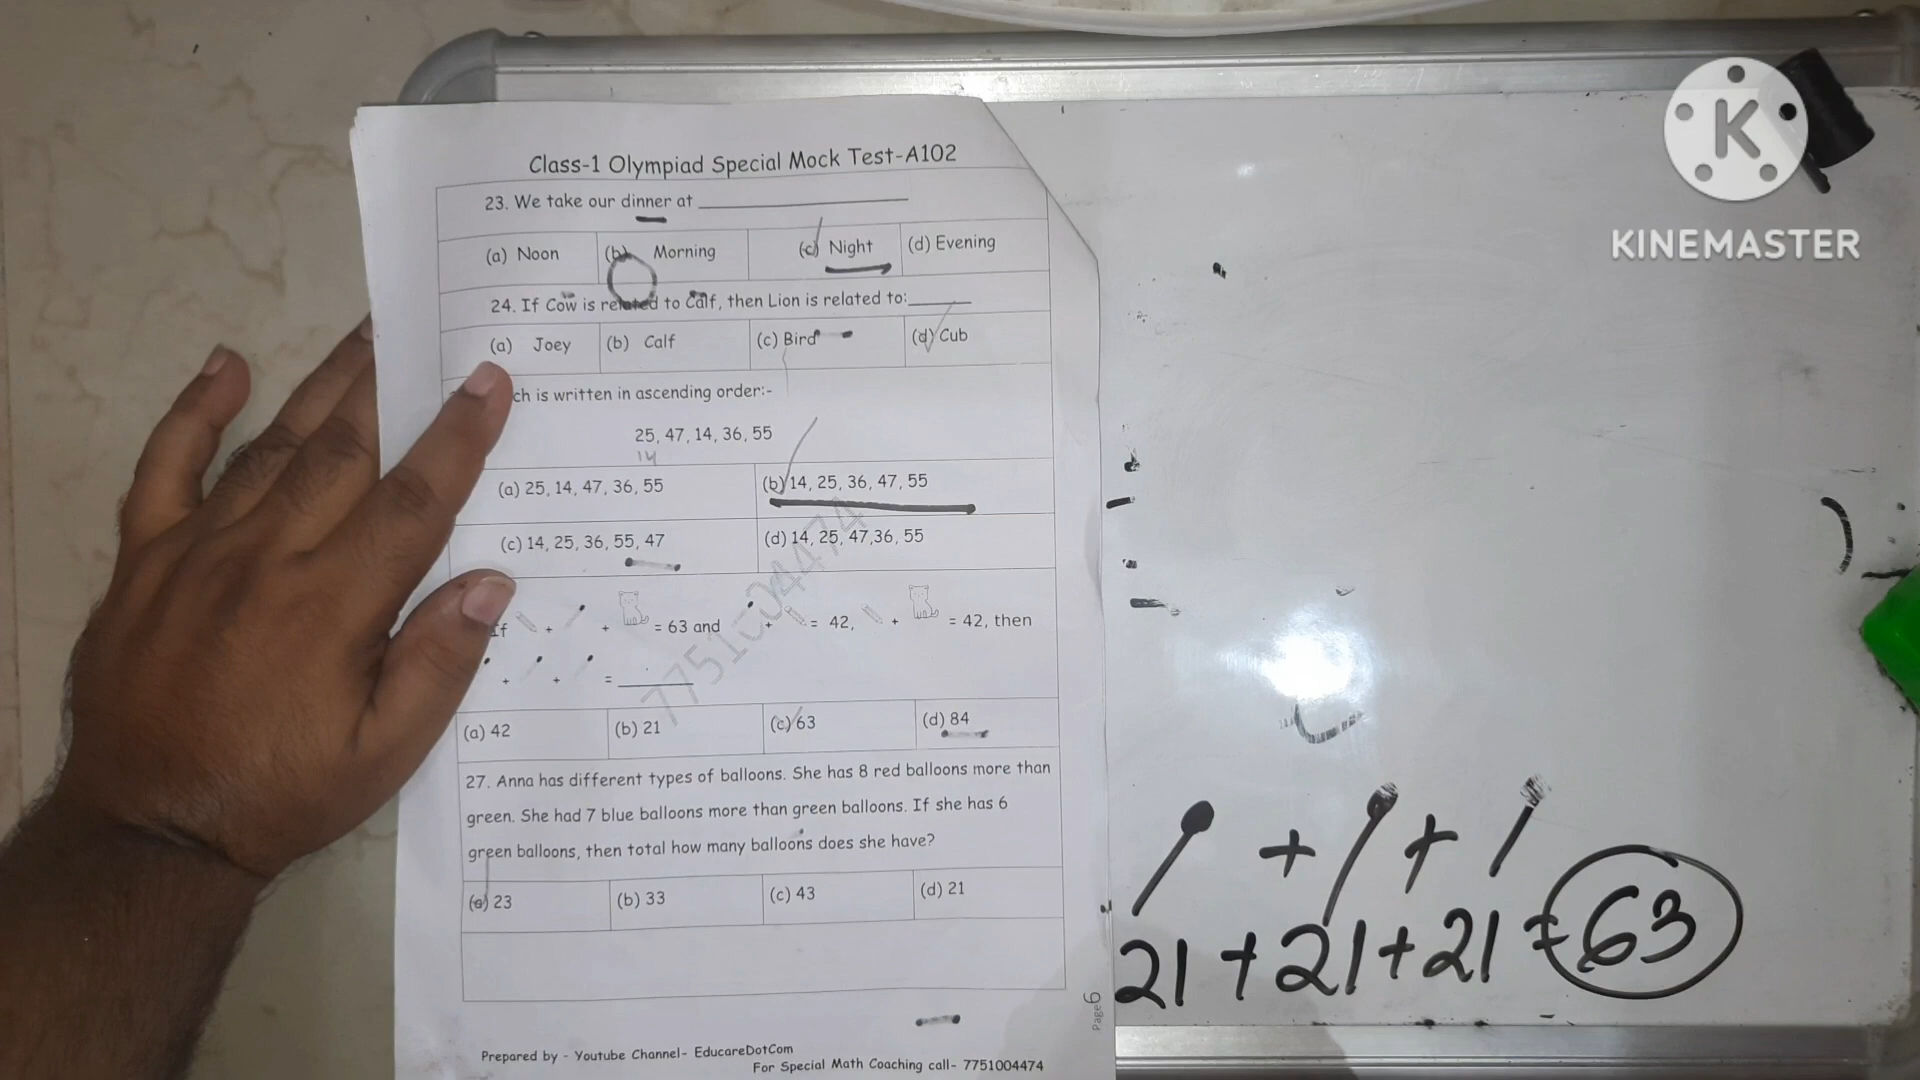 Class-1 Olympiad Special Mock Test-A102
23. We take our dinner at ____________
(a) Noon (b) Morning (c) Night (d) Evening
24. If Cow is related to Calf, then Lion is related to:______
(a) Joey (b) Calf (c) Bird (d) Cub
ch is written in ascending order:-
25, 47, 14, 36, 55
14
(a) 25, 14, 47, 36, 55 (b) 14, 25, 36, 47, 55
(c) 14, 25, 36, 55, 47 (d) 14, 25, 47,36, 55
If + + = 63 and + = 42, + = 42, then
+ + = ______
(a) 42 (b) 21 (c) 63 (d) 84
27. Anna has different types of balloons. She has 8 red balloons more than
green. She had 7 blue balloons more than green balloons. If she has 6
green balloons, then total how many balloons does she have?
(a) 23 (b) 33 (c) 43 (d) 21
7751004474
Page6
Prepared by - Youtube Channel- EducareDotCom
For Special Math Coaching call- 7751004474
+ +
21 + 21 + 21 = 63
K
KINEMASTER